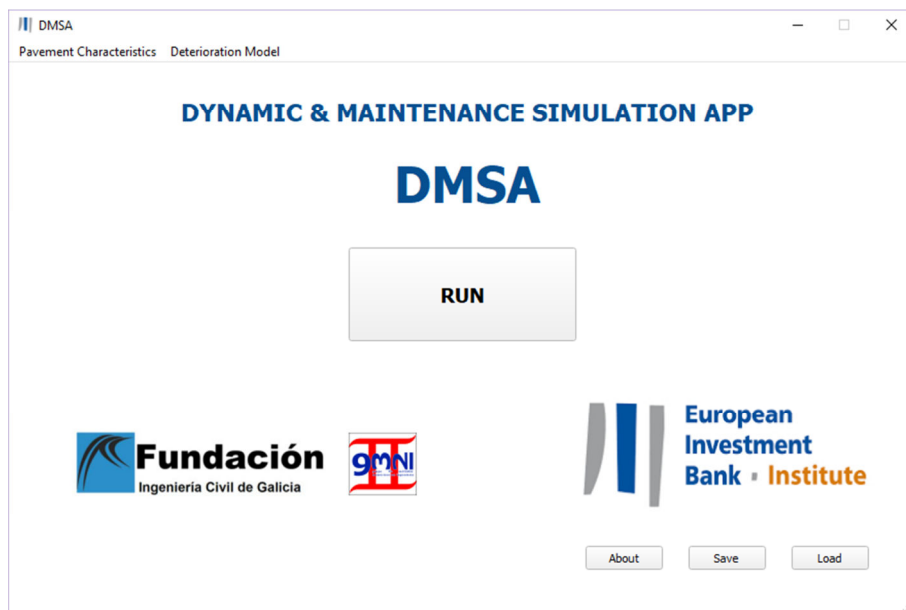 DMSA
Pavement Characteristics Deterioration Model
DYNAMIC & MAINTENANCE SIMULATION APP
DMSA
RUN
Fundación
Ingeniería Civil de Galicia
gmni
European
Investment
Bank Institute
About Save Load